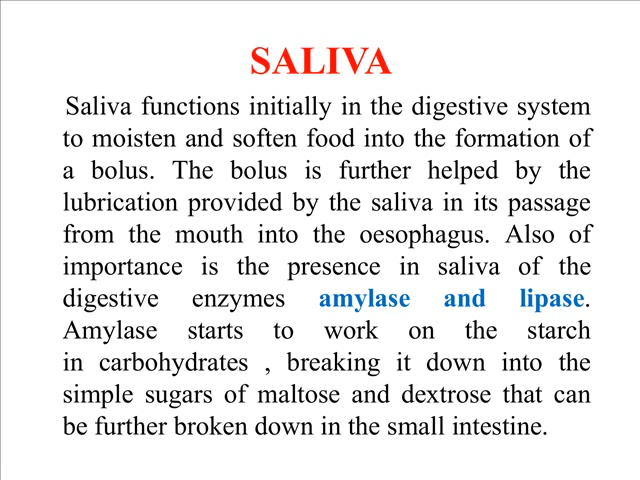 SALIVA
Saliva functions initially in the digestive system
to moisten and soften food into the formation of
a bolus. The bolus is further helped by the
lubrication provided by the saliva in its passage
from the mouth into the oesophagus. Also of
importance is the presence in saliva of the
digestive enzymes amylase and lipase.
Amylase starts to work on the starch
in carbohydrates , breaking it down into the
simple sugars of maltose and dextrose that can
be further broken down in the small intestine.